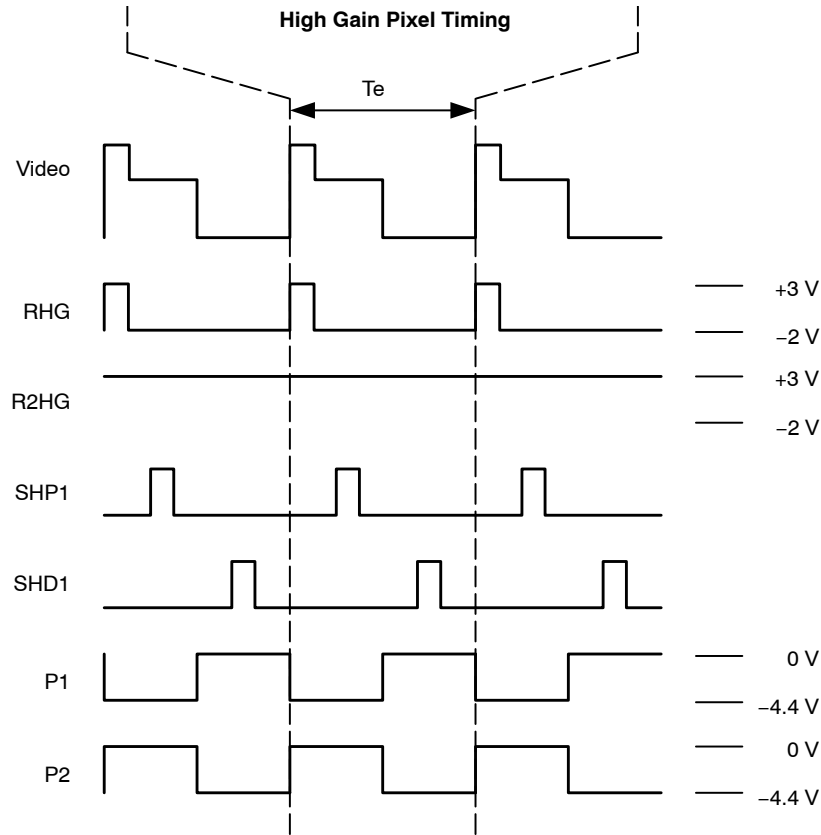 High Gain Pixel Timing
Te
Video
RHG
+3 V
−2 V
R2HG
+3 V
−2 V
SHP1
SHD1
P1
0 V
−4.4 V
P2
0 V
−4.4 V